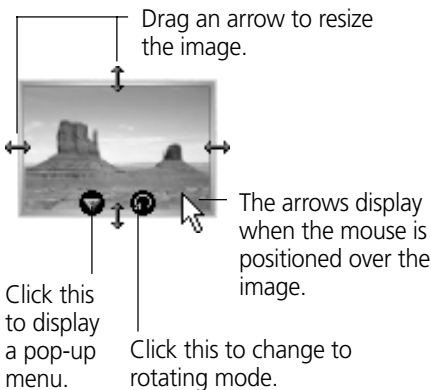 Drag an arrow to resize
the image.
The arrows display
when the mouse is
positioned over the
image.
Click this
to display
a pop-up
menu.
Click this to change to
rotating mode.